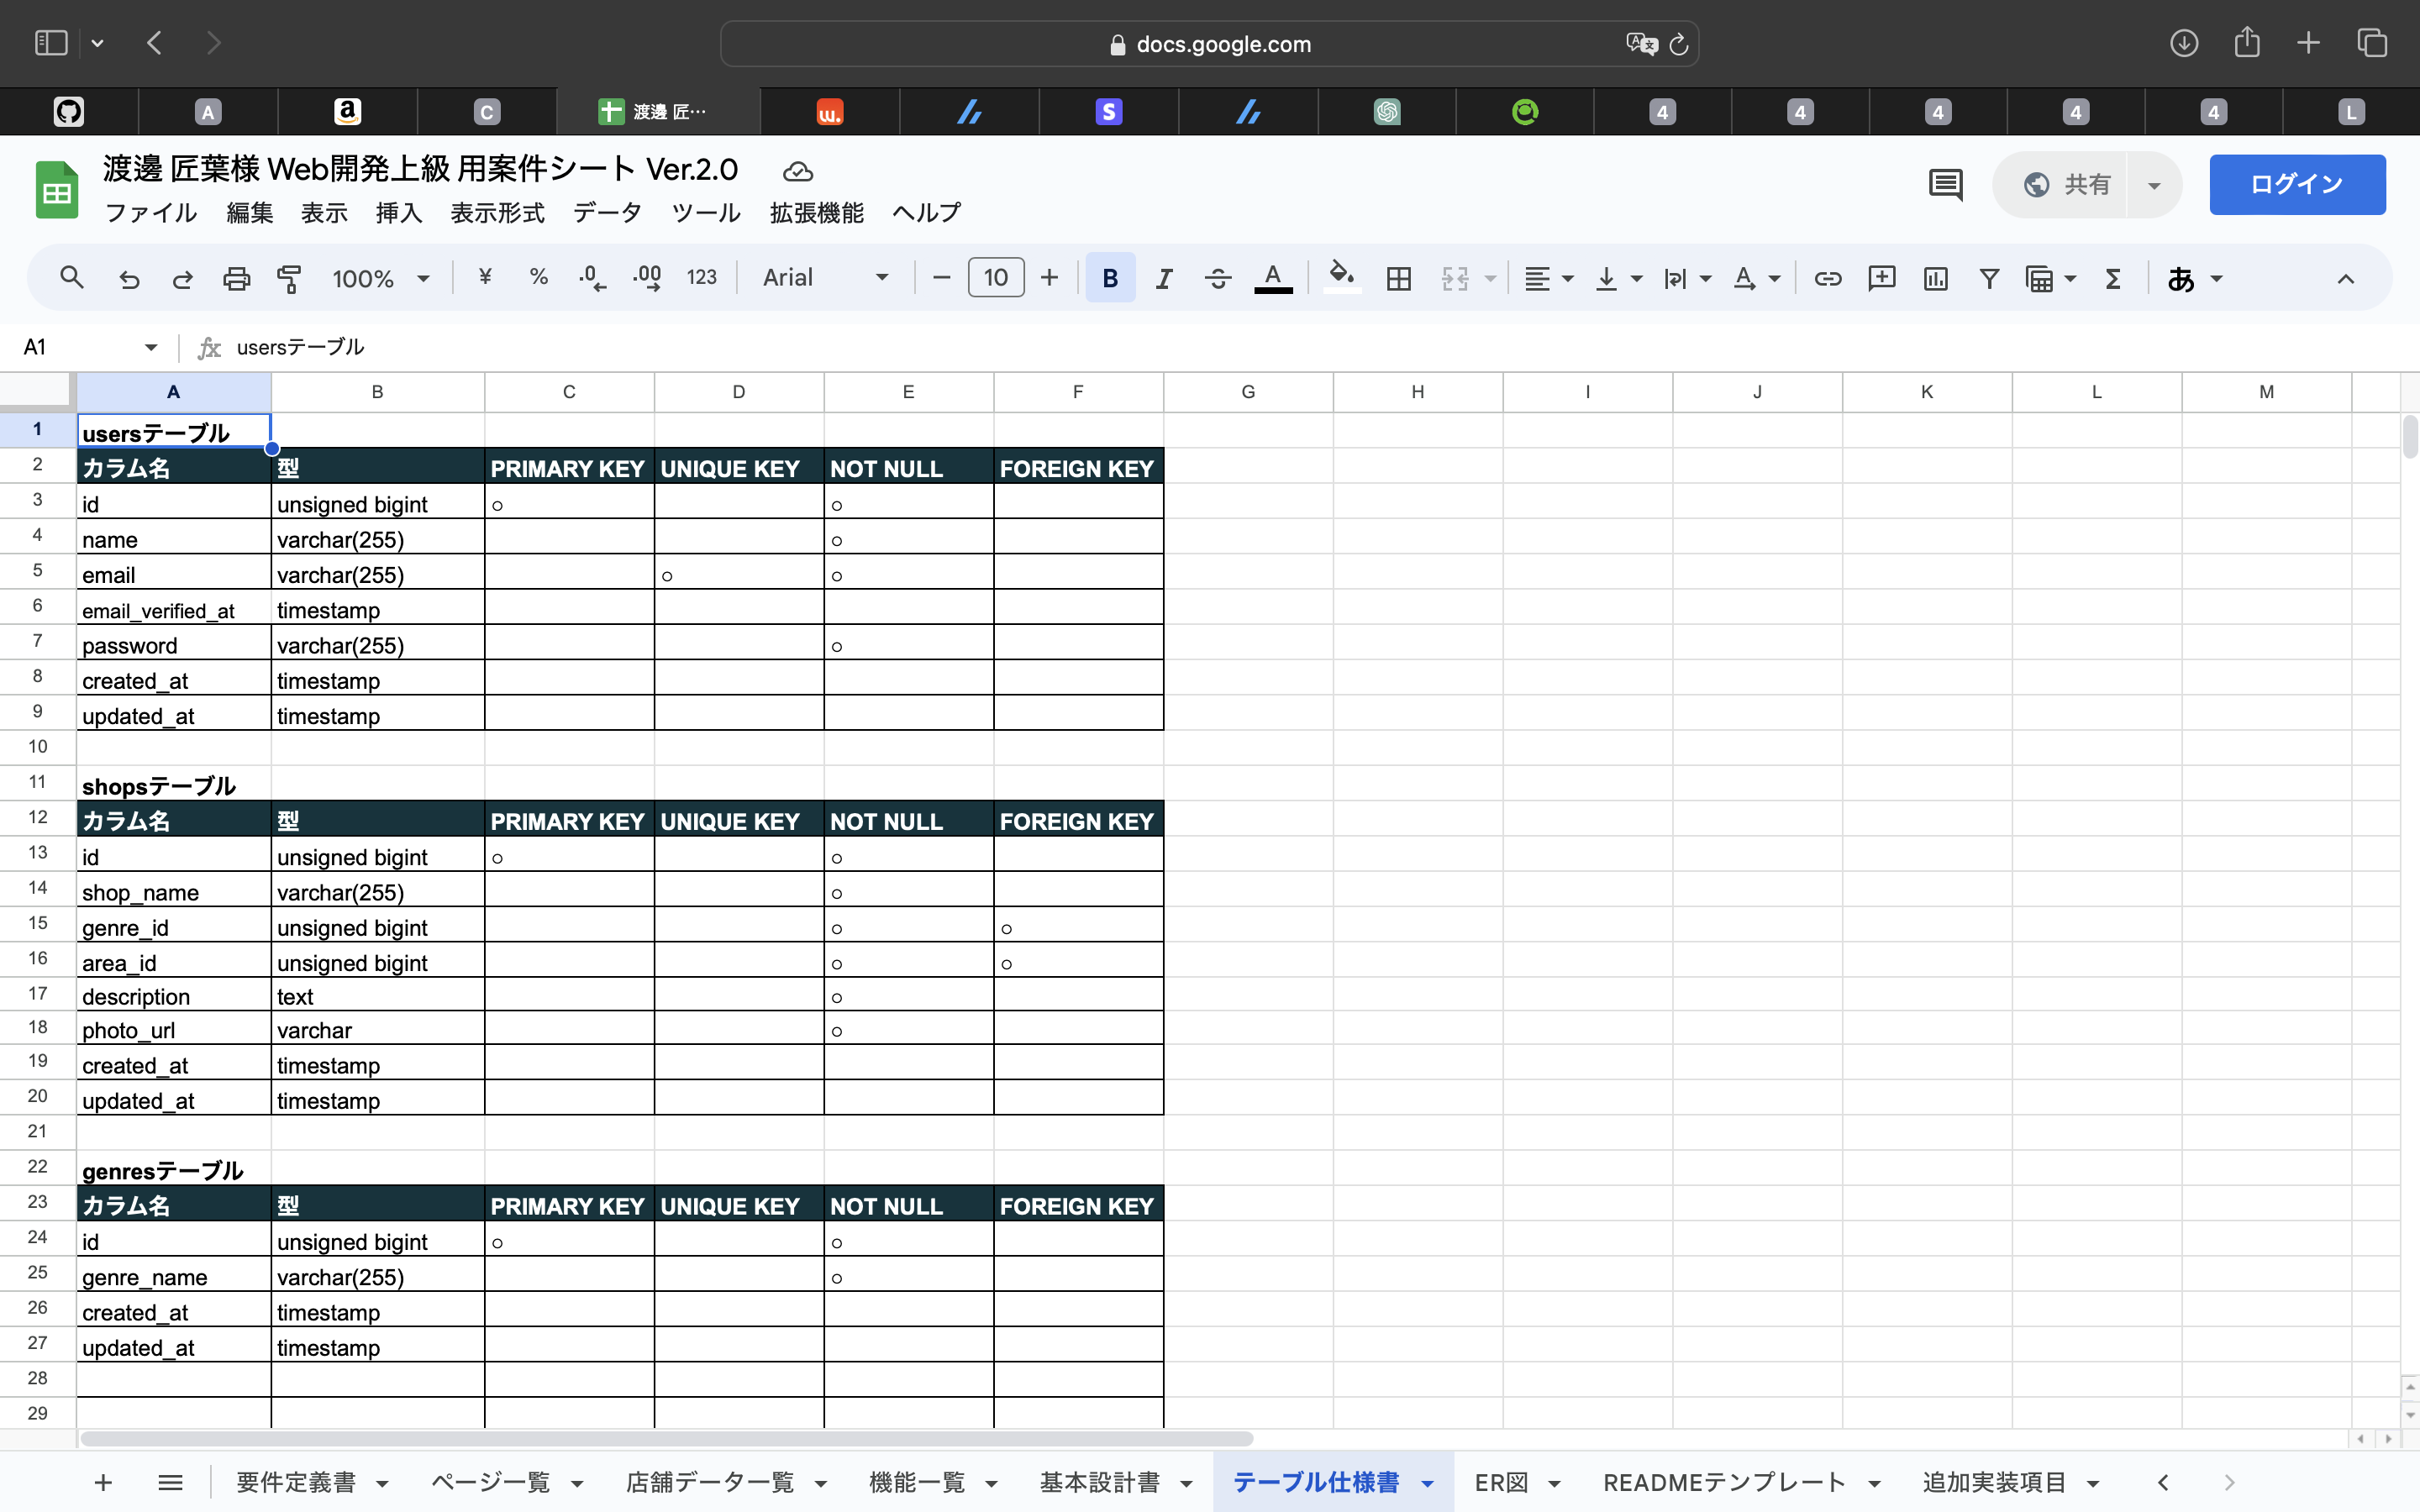 docs.google.com
A
a
C
渡邊 匠…
u.
S
4
4
4
4
4
L
渡邊 匠葉様 Web開発上級 用案件シート Ver.2.0
共有
ログイン
ファイル 編集 表示 挿入 表示形式 データ ツール 拡張機能 ヘルプ
100% ¥ % .0 .00 123 Arial 10 B I A A あ
A1 fx usersテーブル
A B C D E F G H I J K L M
1 usersテーブル
2 カラム名 型 PRIMARY KEY UNIQUE KEY NOT NULL FOREIGN KEY
3 id unsigned bigint ○ ○
4 name varchar(255) ○
5 email varchar(255) ○ ○
6 email_verified_at timestamp
7 password varchar(255) ○
8 created_at timestamp
9 updated_at timestamp
10
11 shopsテーブル
12 カラム名 型 PRIMARY KEY UNIQUE KEY NOT NULL FOREIGN KEY
13 id unsigned bigint ○ ○
14 shop_name varchar(255) ○
15 genre_id unsigned bigint ○ ○
16 area_id unsigned bigint ○ ○
17 description text ○
18 photo_url varchar ○
19 created_at timestamp
20 updated_at timestamp
21
22 genresテーブル
23 カラム名 型 PRIMARY KEY UNIQUE KEY NOT NULL FOREIGN KEY
24 id unsigned bigint ○ ○
25 genre_name varchar(255) ○
26 created_at timestamp
27 updated_at timestamp
28
29
要件定義書 ページ一覧 店舗データ一覧 機能一覧 基本設計書 テーブル仕様書 ER図 READMEテンプレート 追加実装項目